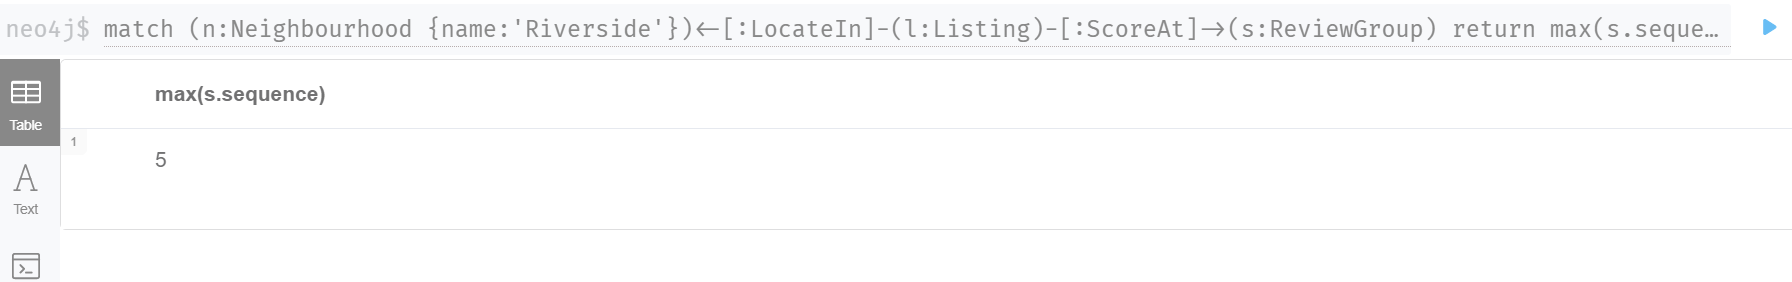 neo4j$ match (n:Neighbourhood {name:'Riverside'})<-[:LocateIn]-(l:Listing)-[:ScoreAt]->(s:ReviewGroup) return max(s.seque…
Table
max(s.sequence)
1
5
Text